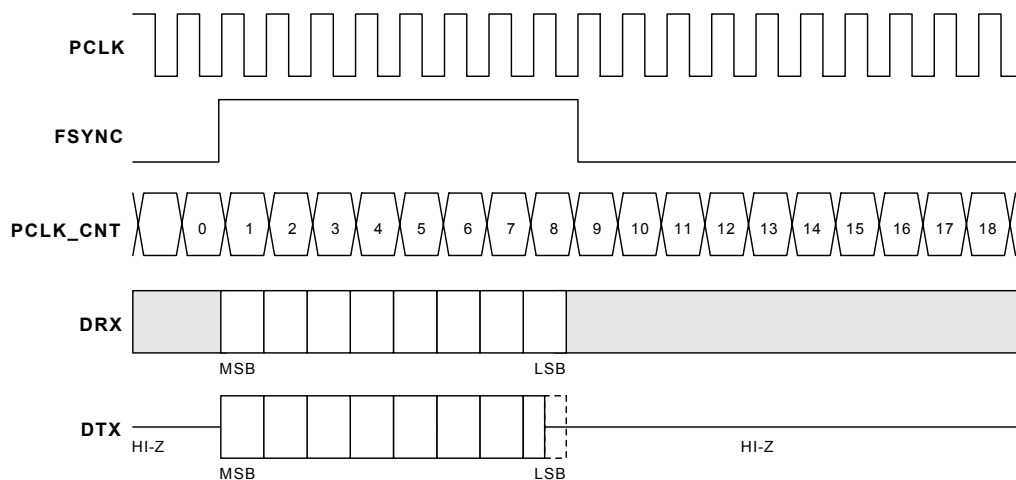 PCLK
FSYNC
PCLK_CNT 0 1 2 3 4 5 6 7 8 9 10 11 12 13 14 15 16 17 18
DRX
MSB LSB
DTX
HI-Z HI-Z
MSB LSB